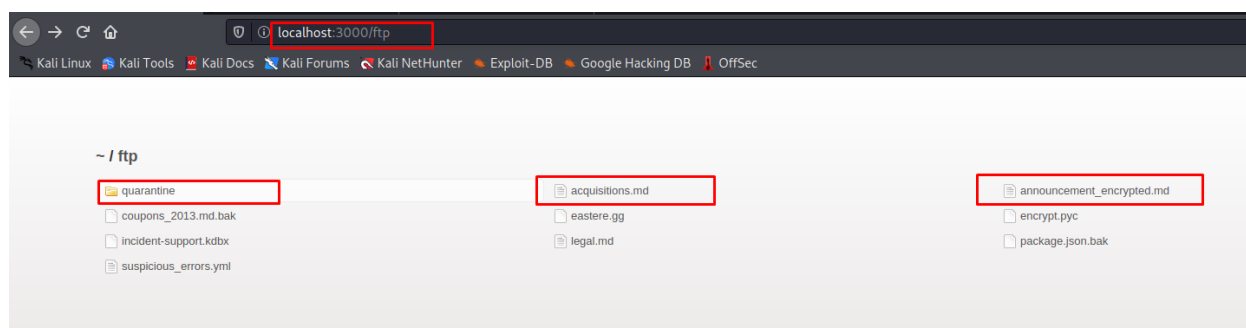 localhost:3000/ftp
Kali Linux Kali Tools Kali Docs Kali Forums Kali NetHunter Exploit-DB Google Hacking DB OffSec
~ / ftp
quarantine acquisitions.md announcement_encrypted.md
coupons_2013.md.bak eastere.gg encrypt.pyc
incident-support.kdbx legal.md package.json.bak
suspicious_errors.yml